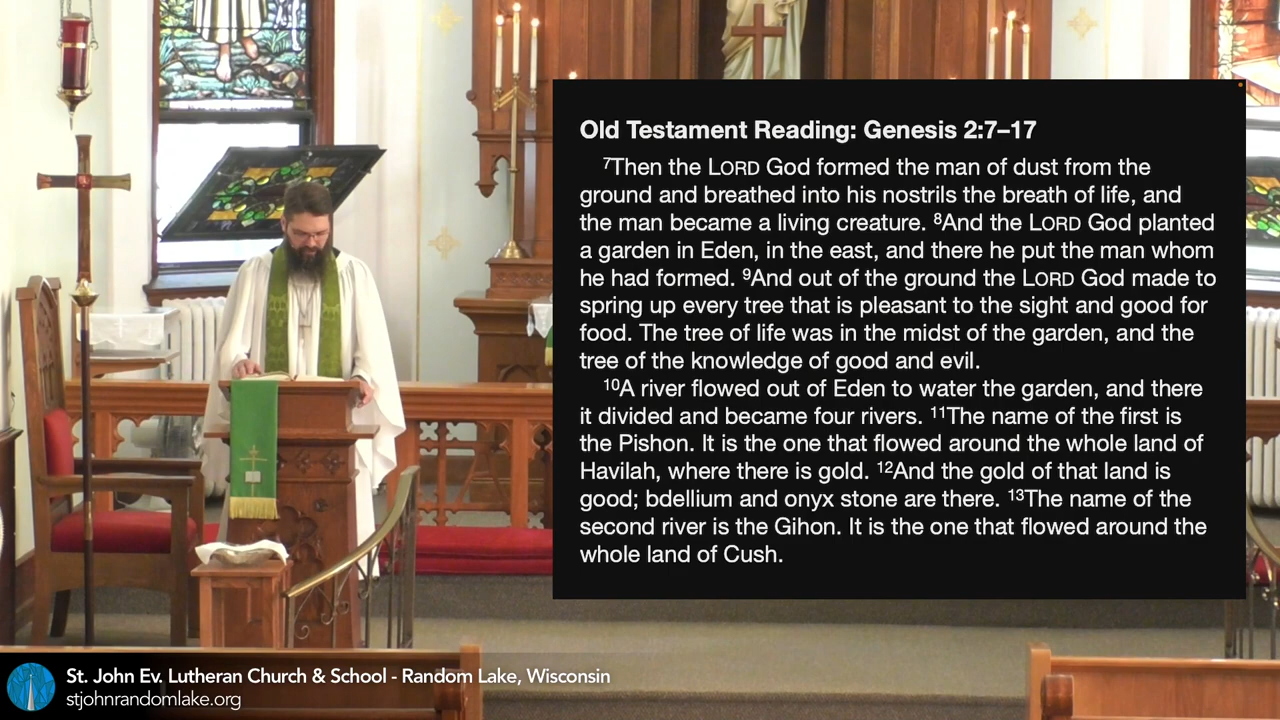 Old Testament Reading: Genesis 2:7–17
⁷Then the LORD God formed the man of dust from the
ground and breathed into his nostrils the breath of life, and
the man became a living creature. ⁸And the LORD God planted
a garden in Eden, in the east, and there he put the man whom
he had formed. ⁹And out of the ground the LORD God made to
spring up every tree that is pleasant to the sight and good for
food. The tree of life was in the midst of the garden, and the
tree of the knowledge of good and evil.
¹⁰A river flowed out of Eden to water the garden, and there
it divided and became four rivers. ¹¹The name of the first is
the Pishon. It is the one that flowed around the whole land of
Havilah, where there is gold. ¹²And the gold of that land is
good; bdellium and onyx stone are there. ¹³The name of the
second river is the Gihon. It is the one that flowed around the
whole land of Cush.
St. John Ev. Lutheran Church & School - Random Lake, Wisconsin
stjohnrandomlake.org